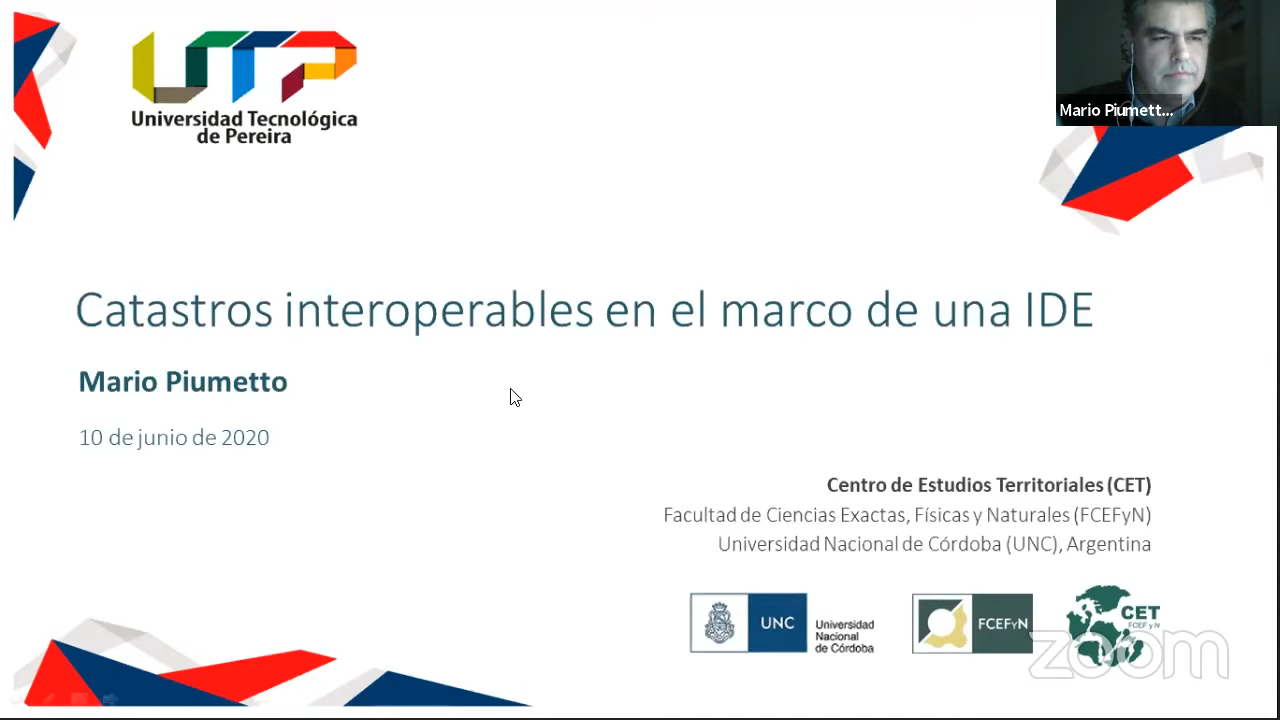 UTP
Universidad Tecnológica
de Pereira
Mario Piumett...
Catastros interoperables en el marco de una IDE
Mario Piumetto
10 de junio de 2020
Centro de Estudios Territoriales (CET)
Facultad de Ciencias Exactas, Físicas y Naturales (FCEFyN)
Universidad Nacional de Córdoba (UNC), Argentina
UNC
Universidad
Nacional
de Córdoba
FCEFyN
CET
FCEF y N
zoom